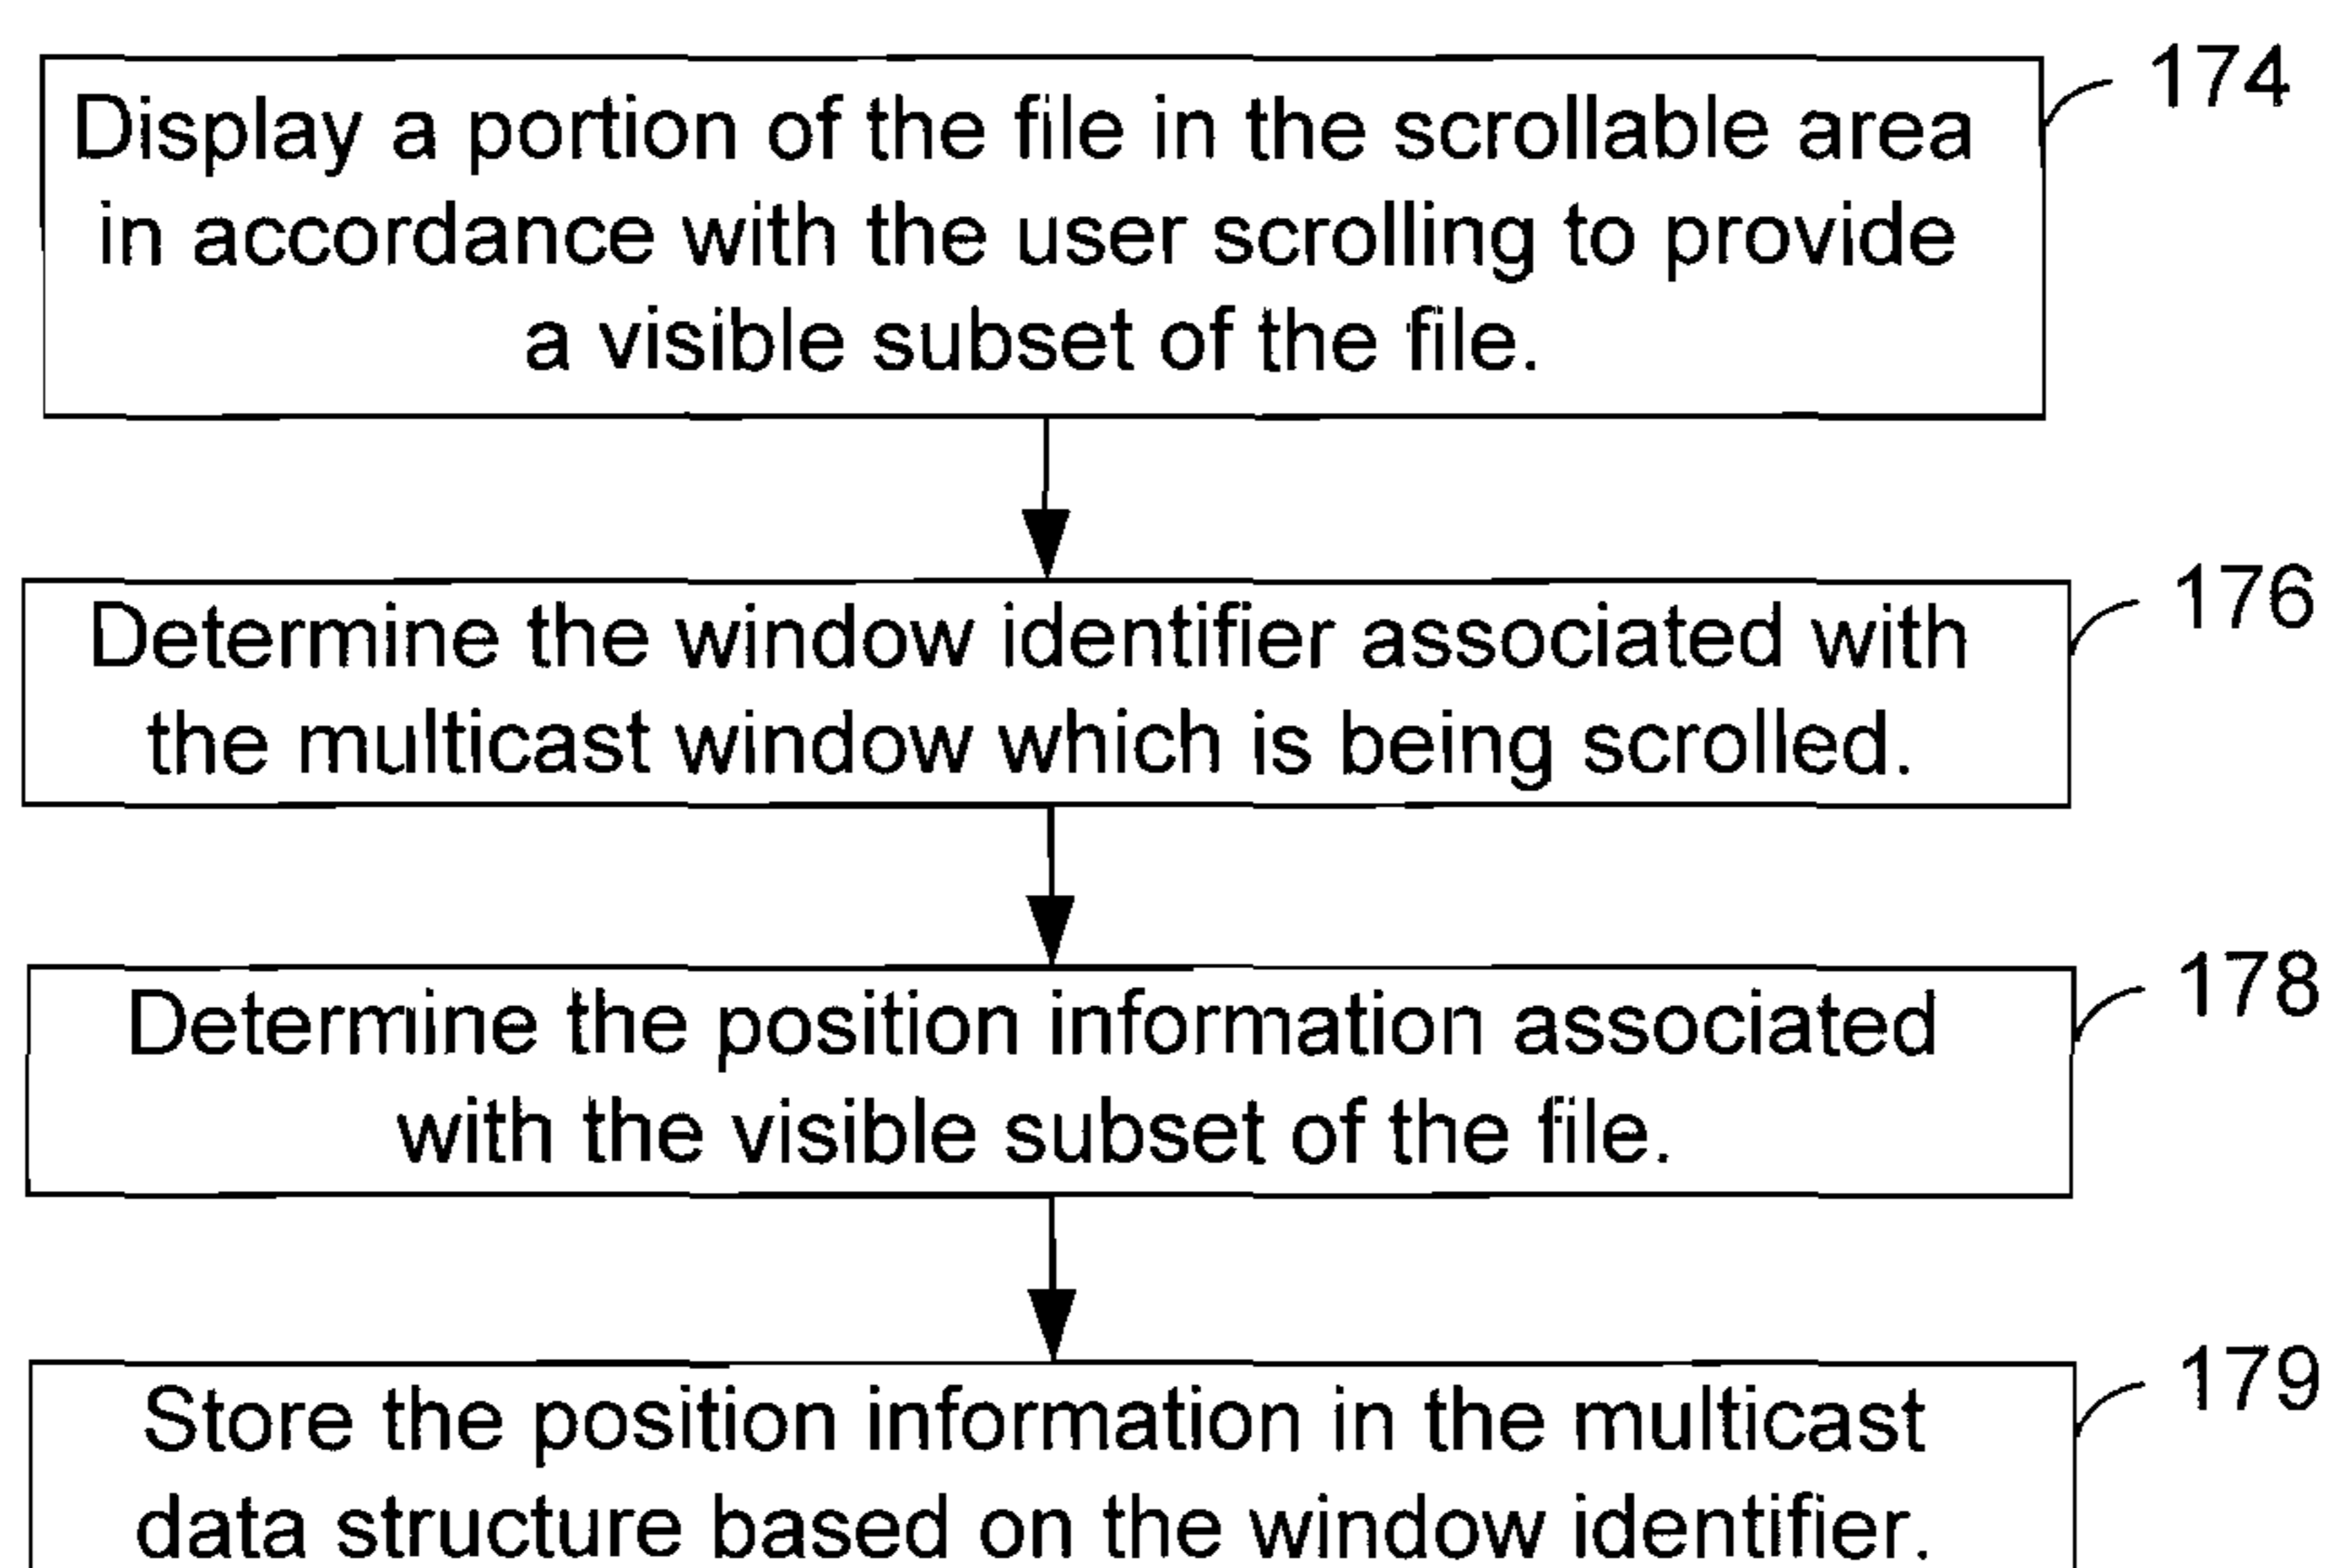 174
Display a portion of the file in the scrollable area
in accordance with the user scrolling to provide
a visible subset of the file.
176
Determine the window identifier associated with
the multicast window which is being scrolled.
178
Determine the position information associated
with the visible subset of the file.
179
Store the position information in the multicast
data structure based on the window identifier.